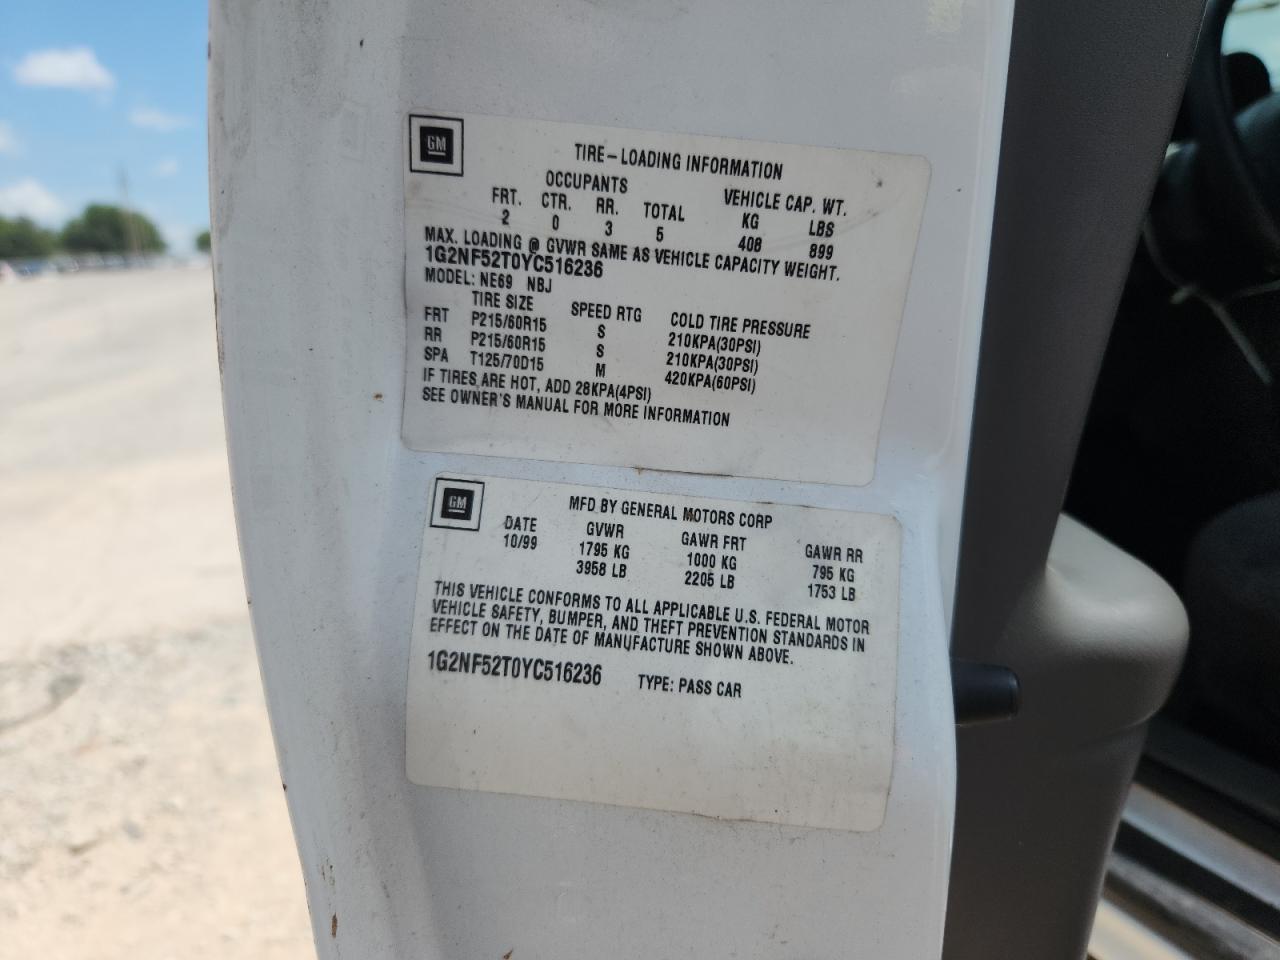 GM
TIRE-LOADING INFORMATION
OCCUPANTS VEHICLE CAP. WT.
FRT. CTR. RR. TOTAL KG LBS
2 0 3 5 408 899
MAX. LOADING @ GVWR SAME AS VEHICLE CAPACITY WEIGHT.
1G2NF52T0YC516236
MODEL: NE69 NBJ
TIRE SIZE SPEED RTG COLD TIRE PRESSURE
FRT P215/60R15 S 210KPA(30PSI)
RR P215/60R15 S 210KPA(30PSI)
SPA T125/70D15 M 420KPA(60PSI)
IF TIRES ARE HOT, ADD 28KPA(4PSI)
SEE OWNER'S MANUAL FOR MORE INFORMATION
GM
MFD BY GENERAL MOTORS CORP
DATE GVWR GAWR FRT GAWR RR
10/99 1795 KG 1000 KG 795 KG
3958 LB 2205 LB 1753 LB
THIS VEHICLE CONFORMS TO ALL APPLICABLE U.S. FEDERAL MOTOR
VEHICLE SAFETY, BUMPER, AND THEFT PREVENTION STANDARDS IN
EFFECT ON THE DATE OF MANUFACTURE SHOWN ABOVE.
1G2NF52T0YC516236 TYPE: PASS CAR